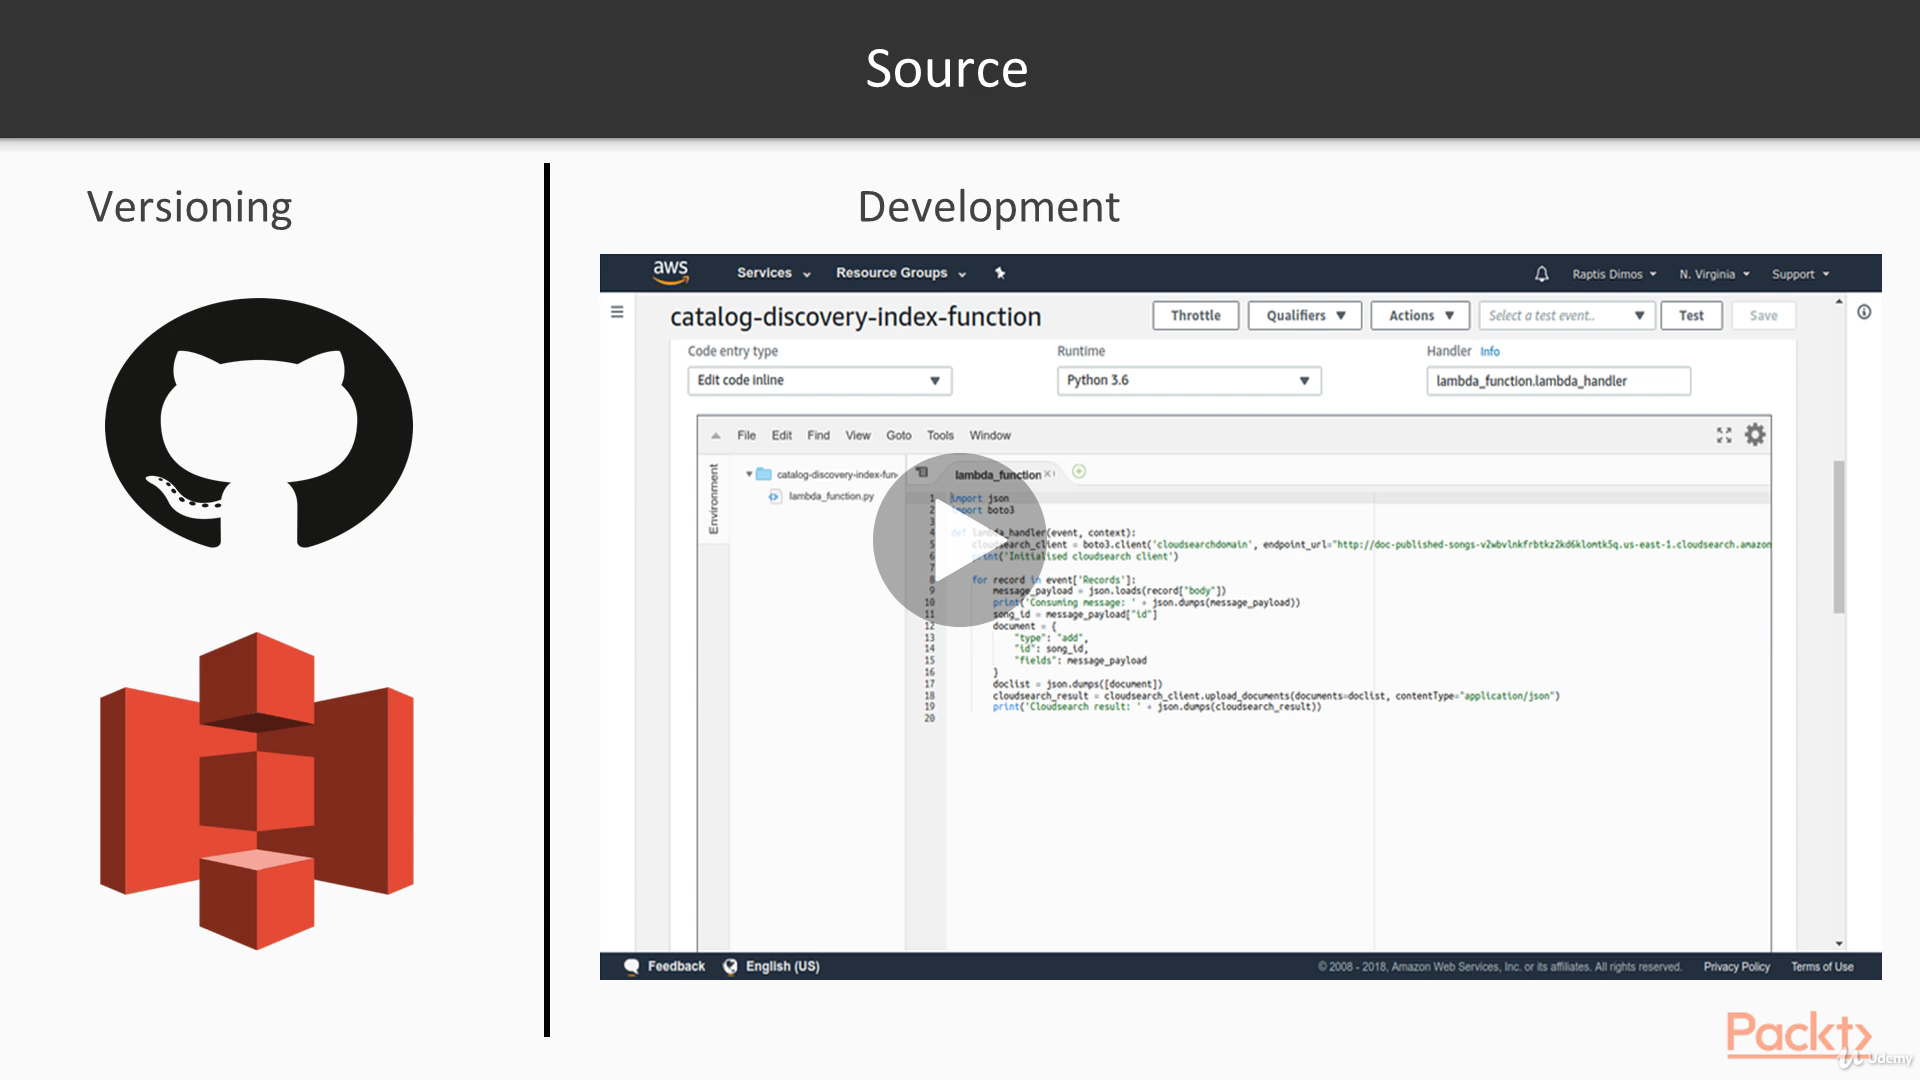 Source
Versioning
Development
aws
Services
Resource Groups
Raptis Dimos
N. Virginia
Support
catalog-discovery-index-function
Throttle
Qualifiers
Actions
Select a test event..
Test
Save
Code entry type
Runtime
Handler Info
Edit code inline
Python 3.6
lambda_function.lambda_handler
File Edit Find View Goto Tools Window
Environment
catalog-discovery-index-fun
lambda_function.py
lambda_function
1 import json
2 import boto3
3
4 def lambda_handler(event, context):
5 cloudsearch_client = boto3.client('cloudsearchdomain', endpoint_url="http://doc-published-songs-v2wbvlnkfrbtkz2kd6klomtk5q.us-east-1.cloudsearch.amazon
6 print('Initialised cloudsearch client')
7
8 for record in event['Records']:
9 message_payload = json.loads(record["body"])
10 print('Consuming message: ' + json.dumps(message_payload))
11 song_id = message_payload["id"]
12 document = {
13 "type": "add",
14 "id": song_id,
15 "fields": message_payload
16 }
17 doclist = json.dumps([document])
18 cloudsearch_result = cloudsearch_client.upload_documents(documents=doclist, contentType="application/json")
19 print('Cloudsearch result: ' + json.dumps(cloudsearch_result))
20
Feedback
English (US)
© 2008 - 2018, Amazon Web Services, Inc. or its affiliates. All rights reserved.
Privacy Policy
Terms of Use
Packt
Udemy